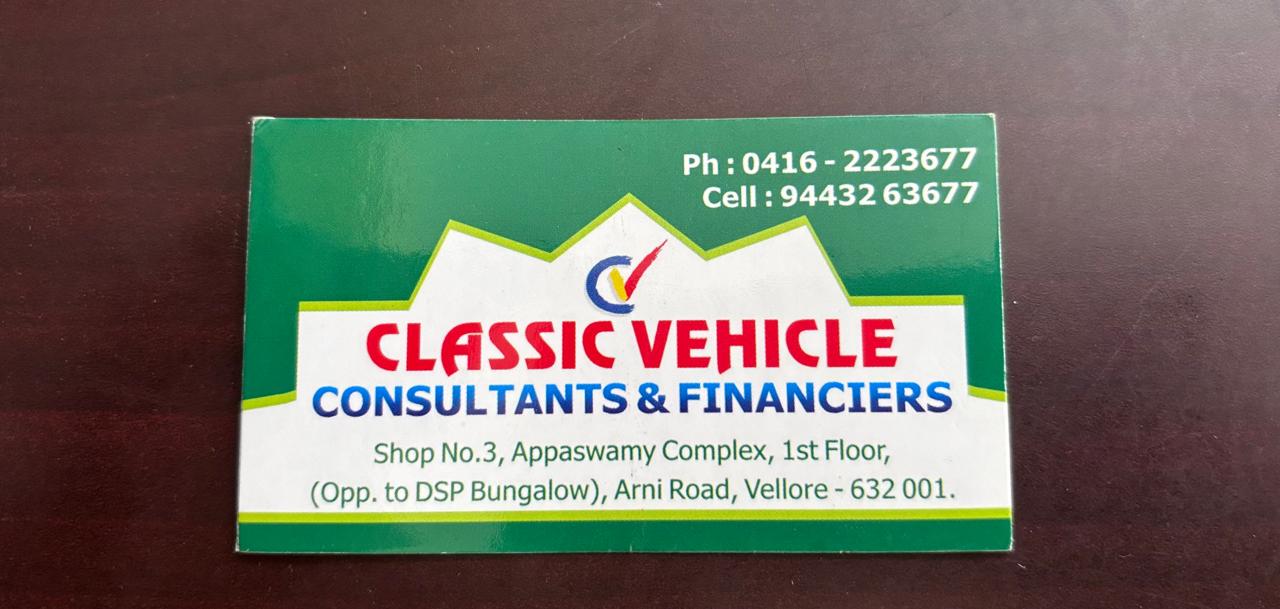 Ph : 0416 - 2223677
Cell : 94432 63677
CV
CLASSIC VEHICLE
CONSULTANTS & FINANCIERS
Shop No.3, Appaswamy Complex, 1st Floor,
(Opp. to DSP Bungalow), Arni Road, Vellore - 632 001.